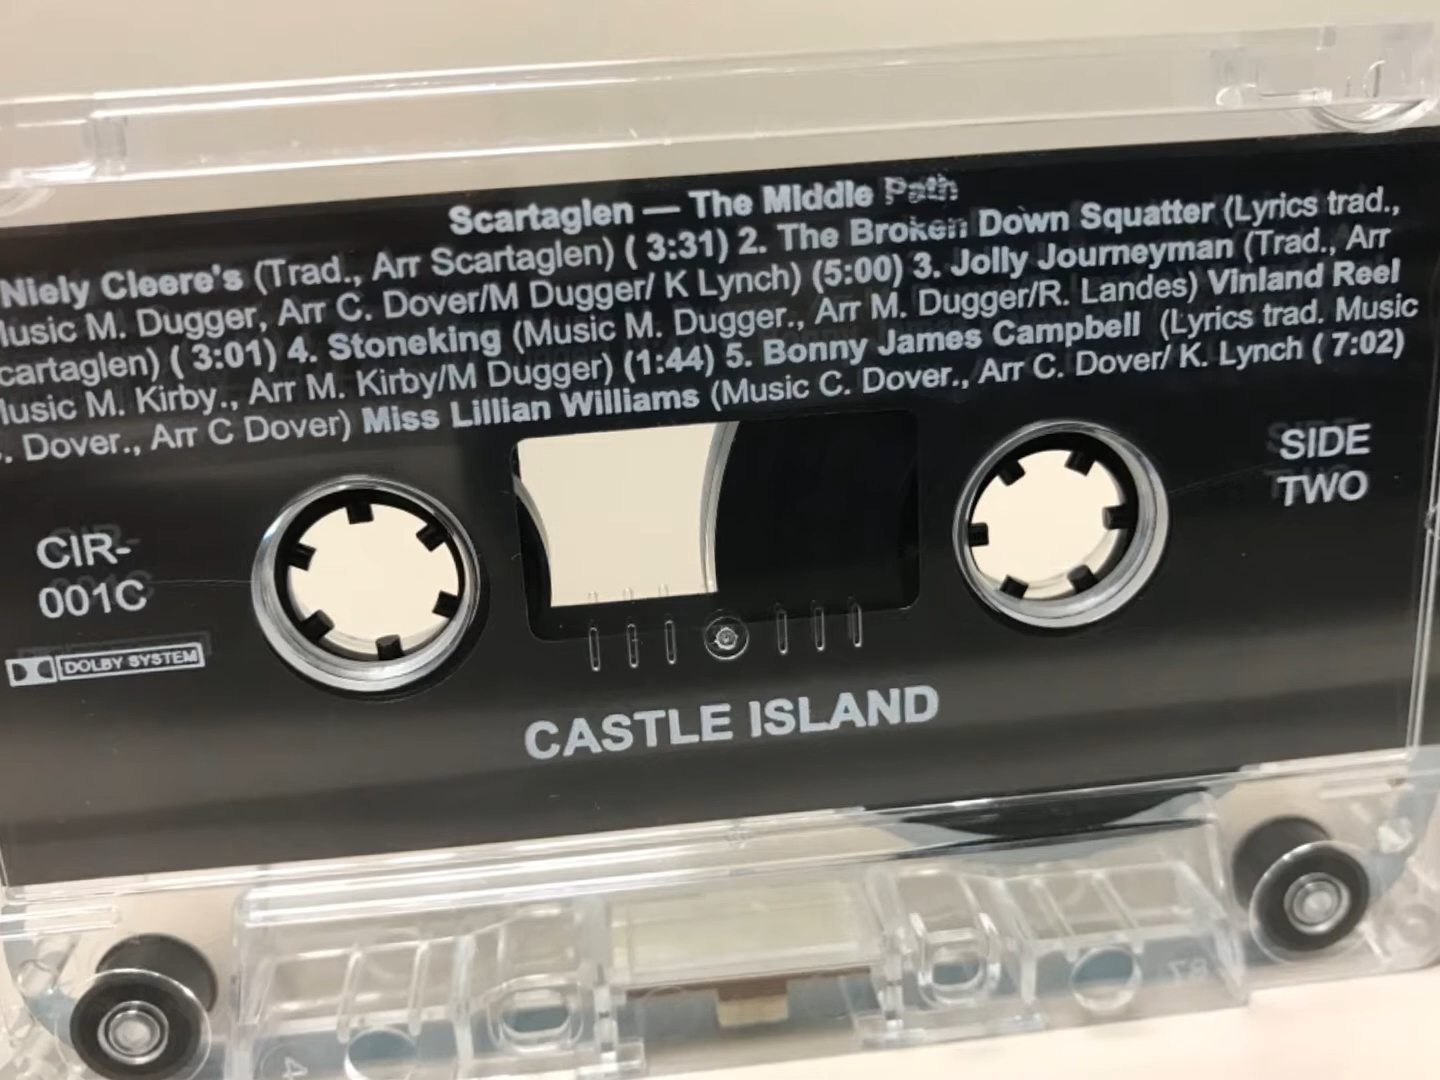 Scartaglen — The Middle Path
Niely Cleere's (Trad., Arr Scartaglen) ( 3:31) 2. The Broken Down Squatter (Lyrics trad.,
Music M. Dugger, Arr C. Dover/M Dugger/ K Lynch) (5:00) 3. Jolly Journeyman (Trad., Arr
cartaglen) ( 3:01) 4. Stoneking (Music M. Dugger., Arr M. Dugger/R. Landes) Vinland Reel
Music M. Kirby., Arr M. Kirby/M Dugger) (1:44) 5. Bonny James Campbell (Lyrics trad. Music
. Dover., Arr C Dover) Miss Lillian Williams (Music C. Dover., Arr C. Dover/ K. Lynch ( 7:02)
SIDE
TWO
CIR-
001C
DOLBY SYSTEM
CASTLE ISLAND
4